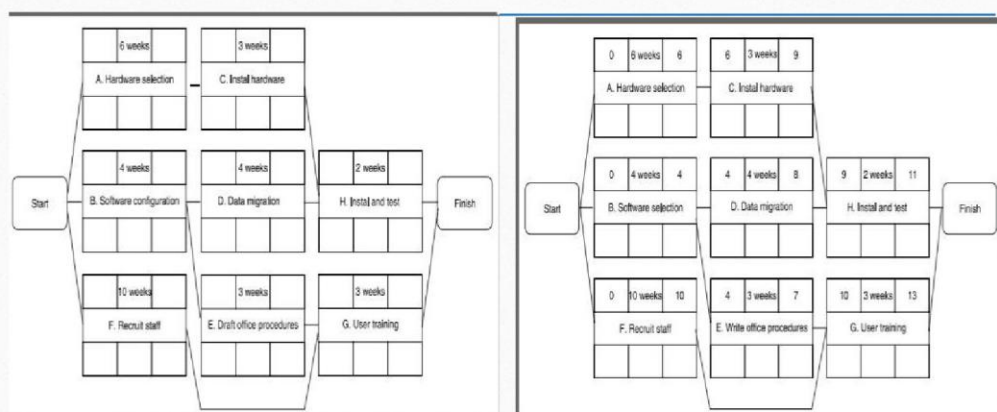 6 weeks
3 weeks
A. Hardware selection
C. Instal hardware
4 weeks
4 weeks
2 weeks
Start
B. Software configuration
D. Data migration
H. Instal and test
Finish
10 weeks
3 weeks
3 weeks
F. Recruit staff
E. Draft office procedures
G. User training
0 6 weeks 6
6 3 weeks 9
A. Hardware selection
C. Instal hardware
0 4 weeks 4
4 4 weeks 8
9 2 weeks 11
Start
B. Software selection
D. Data migration
H. Instal and test
Finish
0 10 weeks 10
4 3 weeks 7
10 3 weeks 13
F. Recruit staff
E. Write office procedures
G. User training